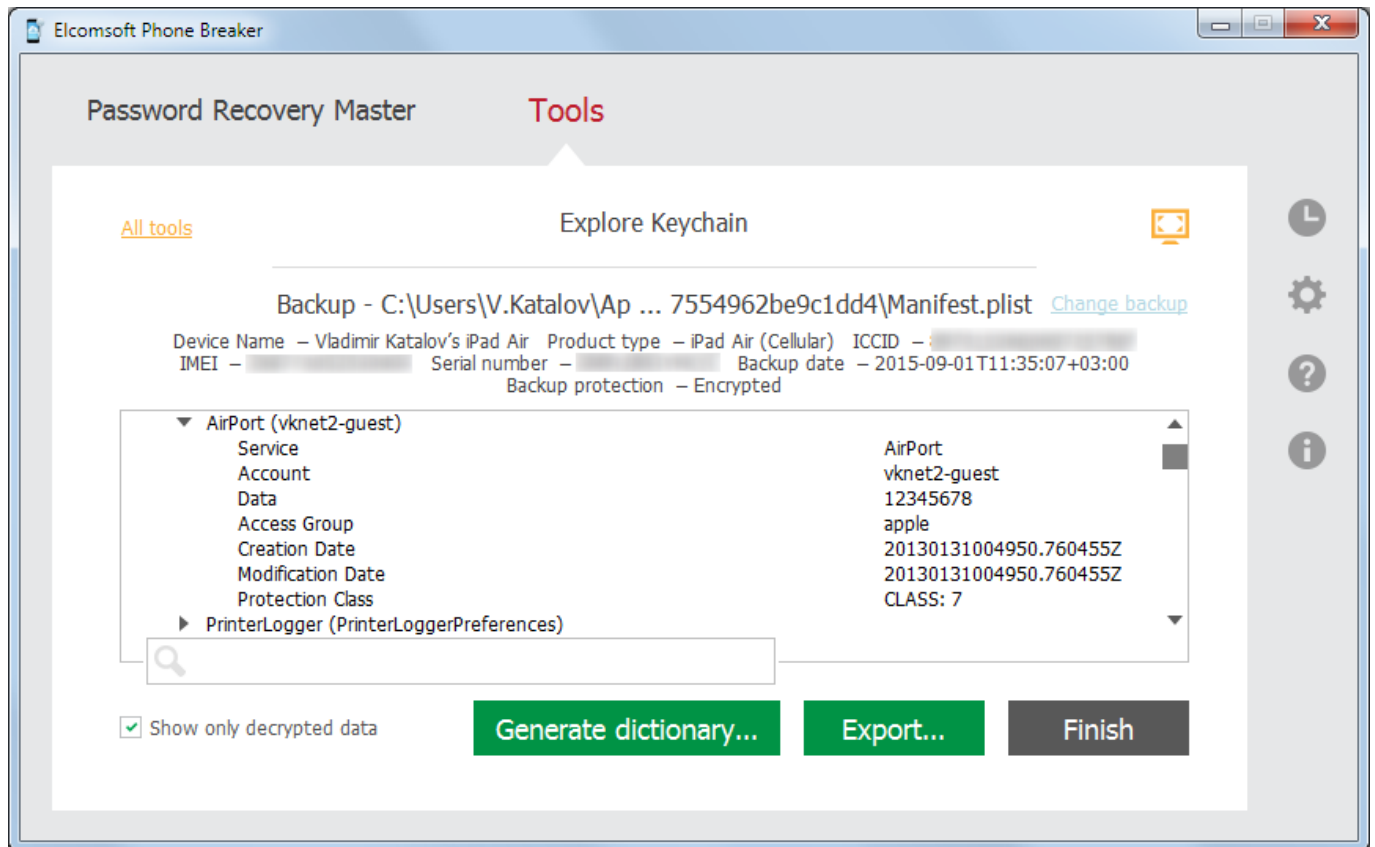 Elcomsoft Phone Breaker
Password Recovery Master Tools
All tools Explore Keychain
Backup - C:\Users\V.Katalov\Ap ... 7554962be9c1dd4\Manifest.plist Change backup
Device Name – Vladimir Katalov's iPad Air Product type – iPad Air (Cellular) ICCID –
IMEI – Serial number – Backup date – 2015-09-01T11:35:07+03:00
Backup protection – Encrypted
AirPort (vknet2-guest)
Service AirPort
Account vknet2-guest
Data 12345678
Access Group apple
Creation Date 20130131004950.760455Z
Modification Date 20130131004950.760455Z
Protection Class CLASS: 7
PrinterLogger (PrinterLoggerPreferences)
Show only decrypted data Generate dictionary... Export... Finish